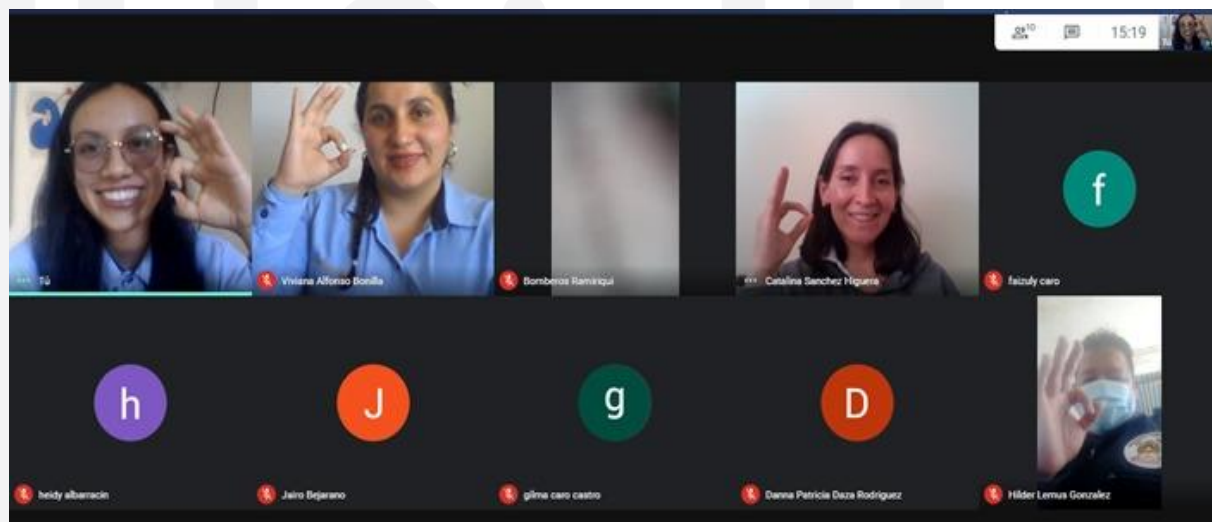 10
15:19
Tú
Viviana Alfonso Bonilla
Bomberos Ramiriqui
Catalina Sanchez Higuera
f
faizuly caro
h
heidy albarracin
J
Jairo Bejarano
g
gilma caro castro
D
Danna Patricia Daza Rodriguez
Hilder Lemus Gonzalez